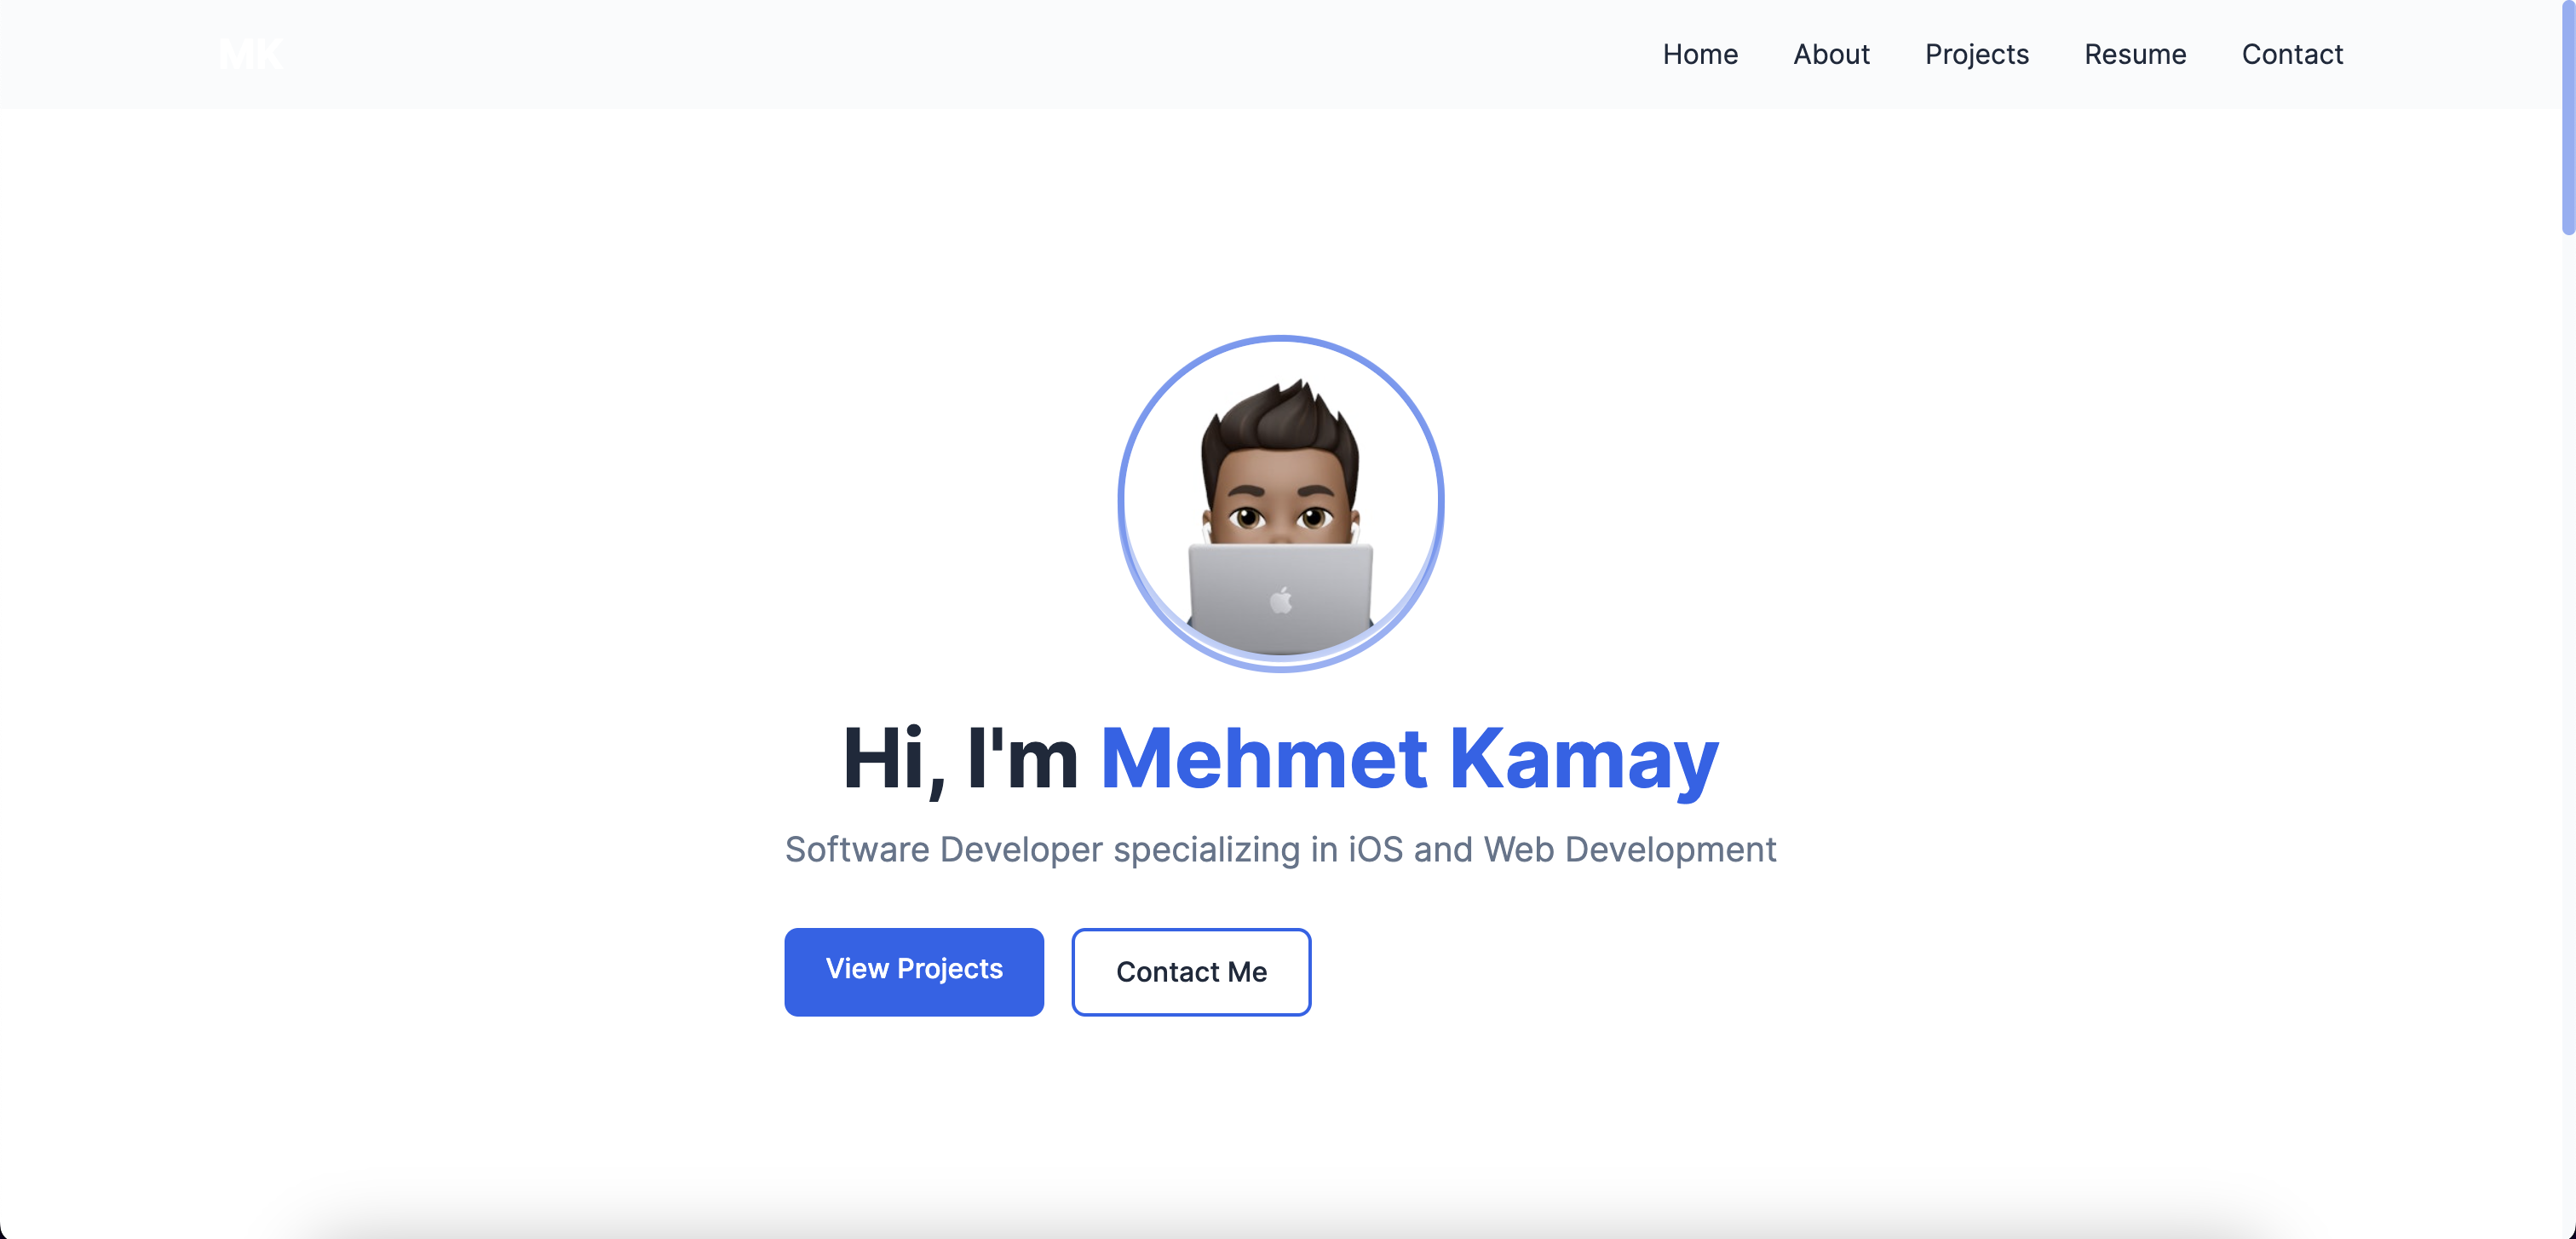 MK
Home About Projects Resume Contact
Hi, I'm Mehmet Kamay
Software Developer specializing in iOS and Web Development
View Projects Contact Me